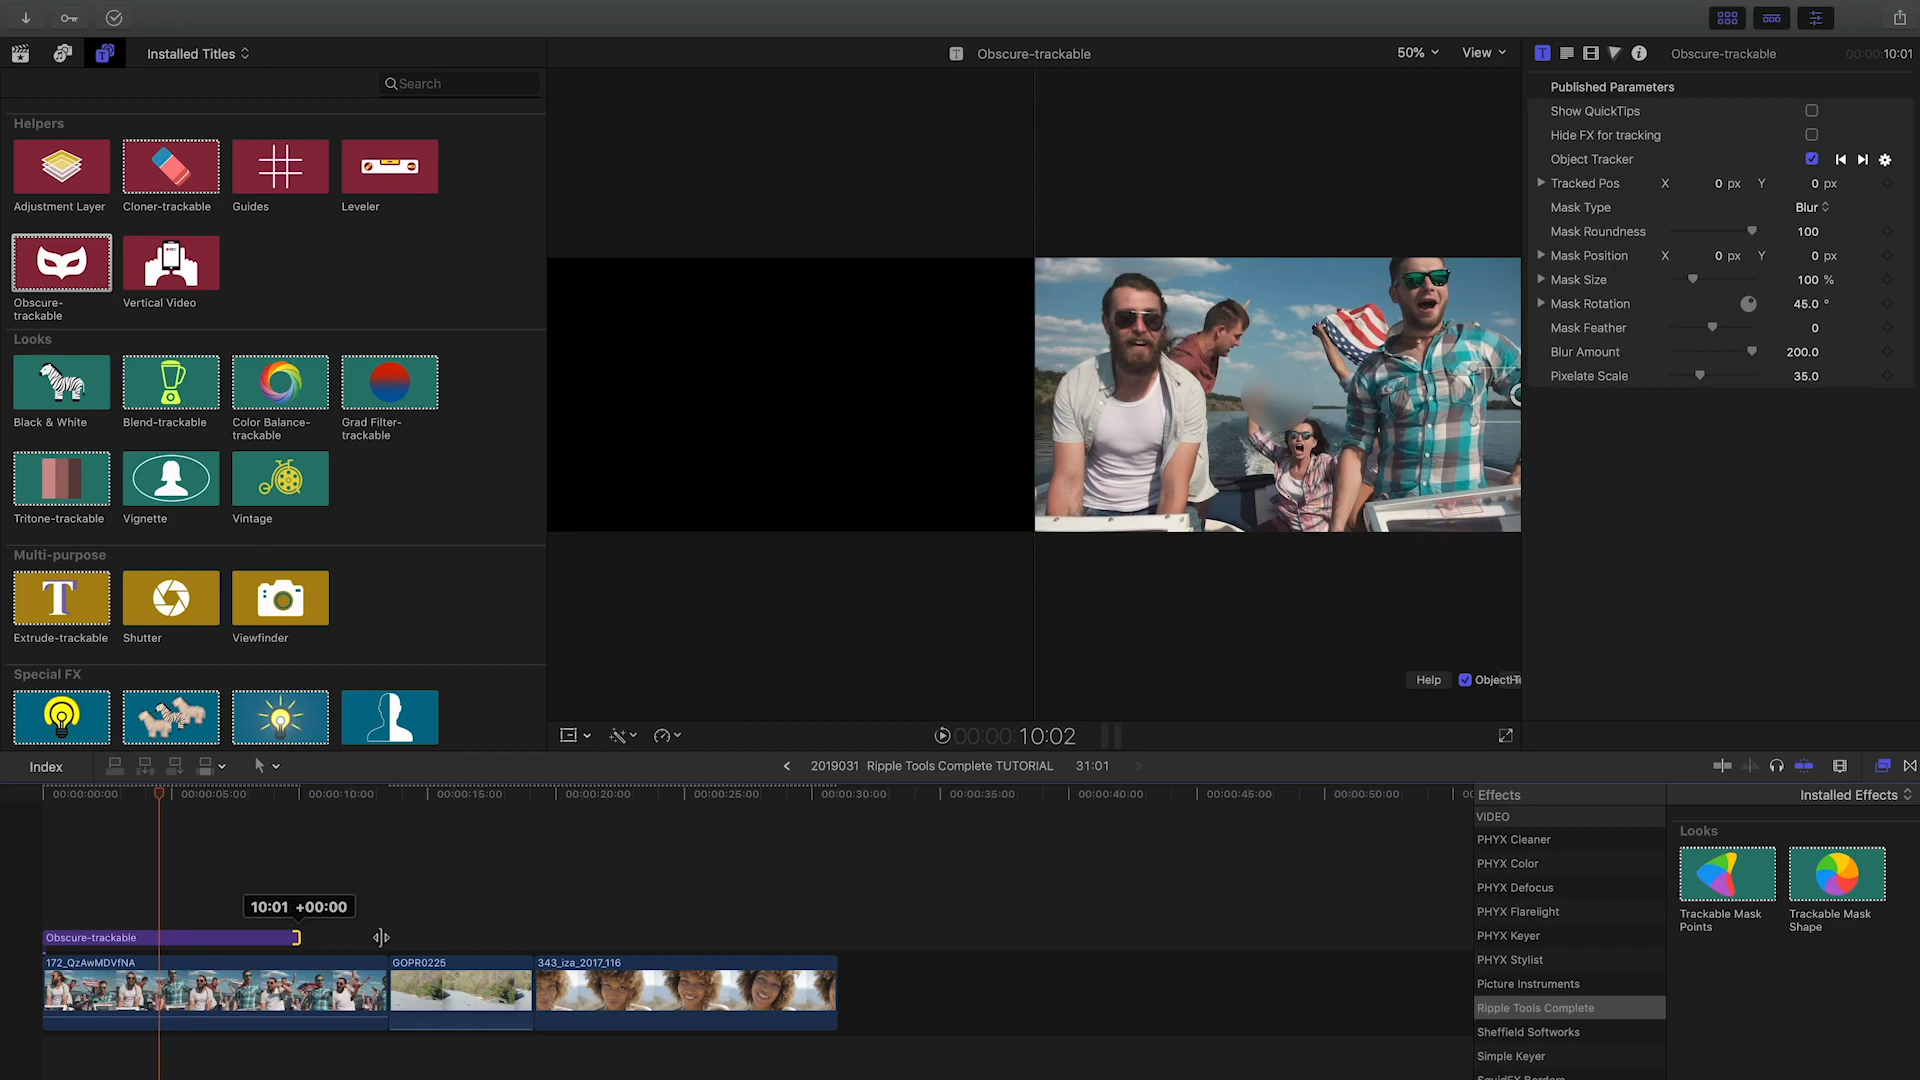 Installed Titles
Obscure-trackable
50%
View
Obscure-trackable
00:00:10:01
Search
Published Parameters
Show QuickTips
Hide FX for tracking
Object Tracker
Tracked Pos X 0 px Y 0 px
Mask Type Blur
Mask Roundness 100
Mask Position X 0 px Y 0 px
Mask Size 100 %
Mask Rotation 45.0 °
Mask Feather 0
Blur Amount 200.0
Pixelate Scale 35.0
Helpers
Adjustment Layer
Cloner-trackable
Guides
Leveler
Obscure-
trackable
Vertical Video
Looks
Black & White
Blend-trackable
Color Balance-
trackable
Grad Filter-
trackable
Tritone-trackable
Vignette
Vintage
Multi-purpose
Extrude-trackable
Shutter
Viewfinder
Special FX
Help
00:00:10:02
Index
2019031 Ripple Tools Complete TUTORIAL
31:01
00:00:00:00
00:00:05:00
00:00:10:00
00:00:15:00
00:00:20:00
00:00:25:00
00:00:30:00
00:00:35:00
00:00:40:00
00:00:45:00
00:00:50:00
10:01 +00:00
Obscure-trackable
172_QzAwMDVfNA
GOPR0225
343_iza_2017_116
Effects
Installed Effects
VIDEO
PHYX Cleaner
PHYX Color
PHYX Defocus
PHYX Flarelight
PHYX Keyer
PHYX Stylist
Picture Instruments
Ripple Tools Complete
Sheffield Softworks
Simple Keyer
Looks
Trackable Mask
Points
Trackable Mask
Shape